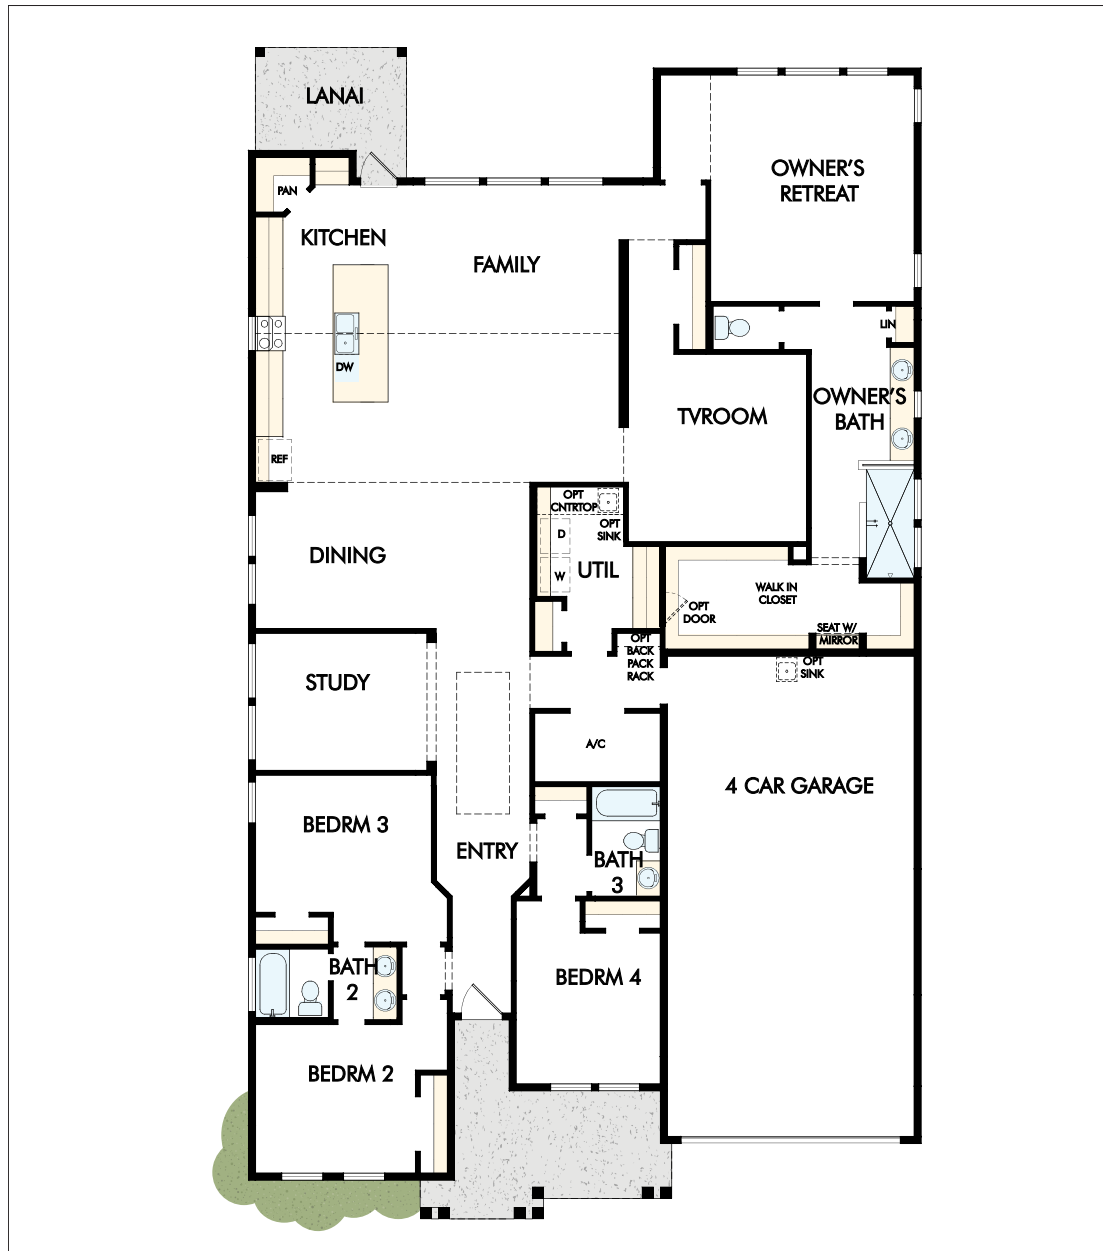 LANAI
OWNER'S
RETREAT
PAN
KITCHEN
FAMILY
LIN
DW
OWNER'S
BATH
TVROOM
REF
OPT
CNTRTOP
OPT
SINK
D
DINING
UTIL
W
WALK IN
CLOSET
OPT
DOOR
SEAT W/
MIRROR
OPT
BACK
PACK
RACK
OPT
SINK
STUDY
A/C
4 CAR GARAGE
BEDRM 3
ENTRY
BATH
3
BATH
2
BEDRM 4
BEDRM 2